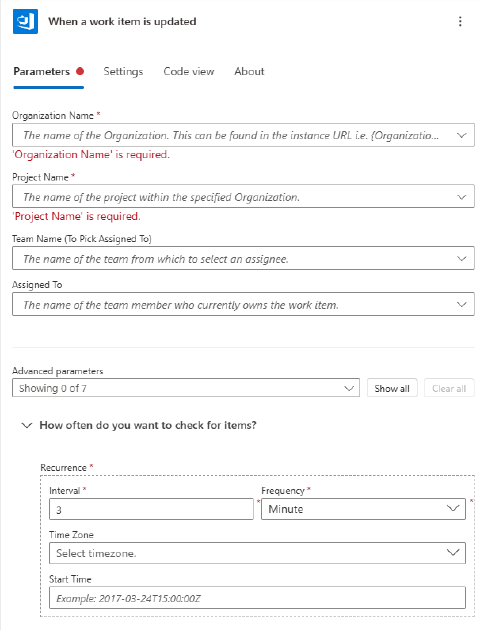 When a work item is updated
Parameters Settings Code view About
Organization Name *
The name of the Organization. This can be found in the instance URL i.e. {Organizatio...
'Organization Name' is required.
Project Name *
The name of the project within the specified Organization.
'Project Name' is required.
Team Name (To Pick Assigned To)
The name of the team from which to select an assignee.
Assigned To
The name of the team member who currently owns the work item.
Advanced parameters
Showing 0 of 7 Show all Clear all
How often do you want to check for items?
Recurrence *
Interval * Frequency *
3 * Minute *
Time Zone
Select timezone.
Start Time
Example: 2017-03-24T15:00:00Z